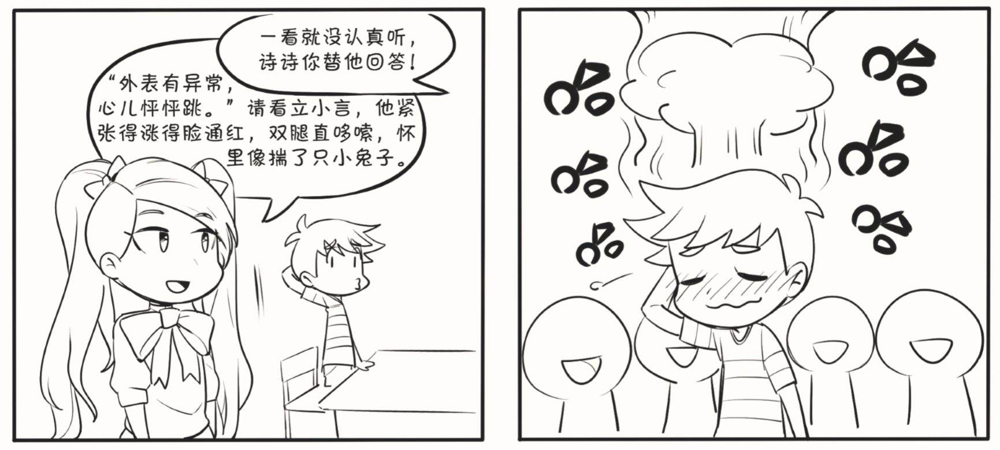 一看就没认真听，
诗诗你替他回答！
“外表有异常，
心儿怦怦跳。”请看立小言，他紧
张得涨得脸通红，双腿直哆嗦，怀
里像揣了只小兔子。
哈
哈
哈
哈
哈
哈